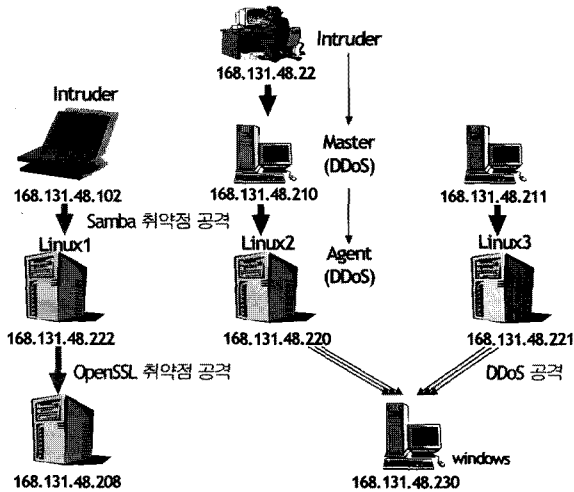 Intruder
168.131.48.22
Intruder
Master
(DDoS)
168.131.48.102
168.131.48.210
168.131.48.211
Samba 취약점 공격
Linux1
Linux2
Agent
(DDoS)
Linux3
168.131.48.222
168.131.48.220
168.131.48.221
OpenSSL 취약점 공격
DDoS 공격
windows
168.131.48.208
168.131.48.230